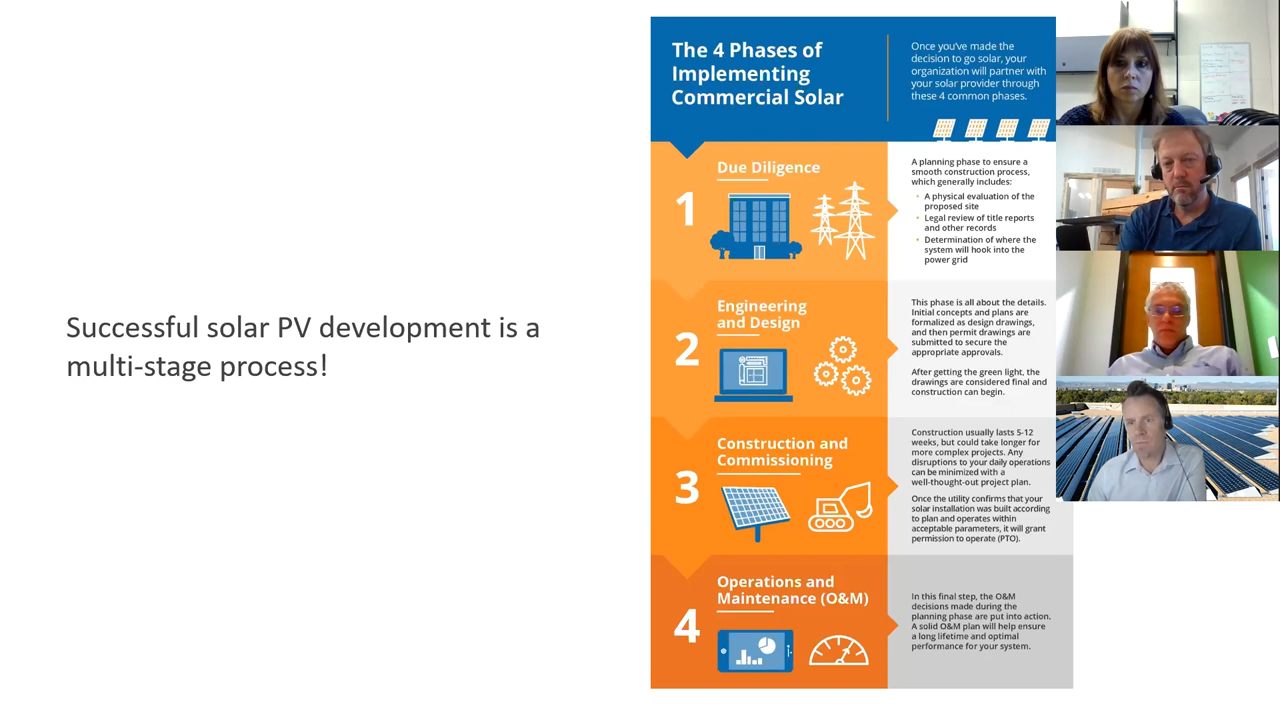 Successful solar PV development is a
multi-stage process!
The 4 Phases of
Implementing
Commercial Solar
Once you've made the
decision to go solar, your
organization will partner with
your solar provider through
these 4 common phases.
1
Due Diligence
A planning phase to ensure a
smooth construction process,
which generally includes:
• A physical evaluation of the
proposed site
• Legal review of title reports
and other records
• Determination of where the
system will hook into the
power grid
2
Engineering
and Design
This phase is all about the details.
Initial concepts and plans are
formalized as design drawings,
and then permit drawings are
submitted to secure the
appropriate approvals.
After getting the green light, the
drawings are considered final and
construction can begin.
3
Construction and
Commissioning
Construction usually lasts 5-12
weeks, but could take longer for
more complex projects. Any
disruptions to your daily operations
can be minimized with a
well-thought-out project plan.
Once the utility confirms that your
solar installation was built according
to plan and operates within
acceptable parameters, it will grant
permission to operate (PTO).
4
Operations and
Maintenance (O&M)
In this final step, the O&M
decisions made during the
planning phase are put into action.
A solid O&M plan will help ensure
a long lifetime and optimal
performance for your system.